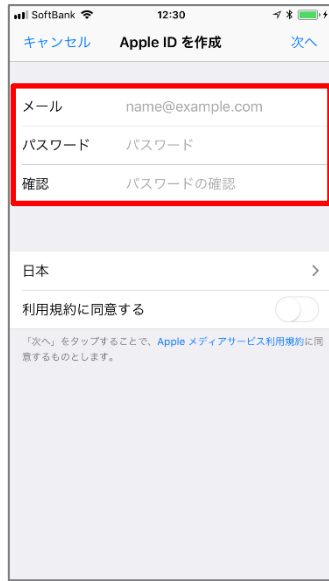 SoftBank 12:30
キャンセル Apple ID を作成 次へ
メール name@example.com
パスワード パスワード
確認 パスワードの確認
日本
利用規約に同意する
「次へ」をタップすることで、Apple メディアサービス利用規約に同
意するものとします。